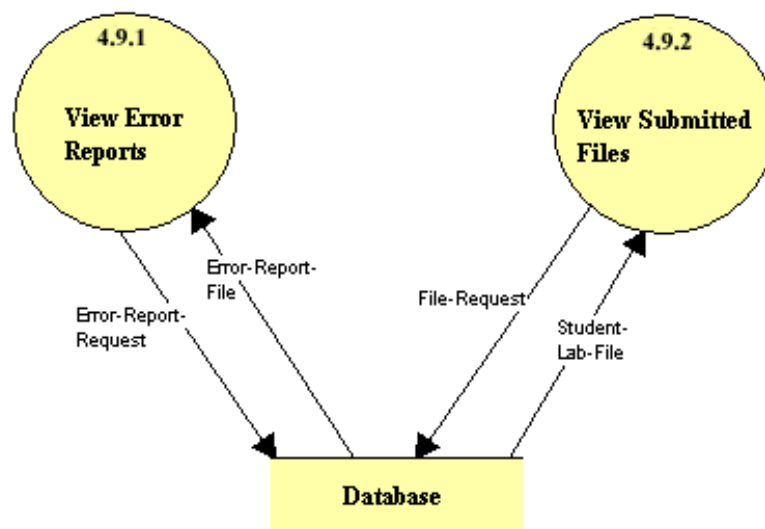 4.9.1
View Error
Reports
4.9.2
View Submitted
Files
Error-Report-
File
Error-Report-
Request
File-Request
Student-
Lab-File
Database